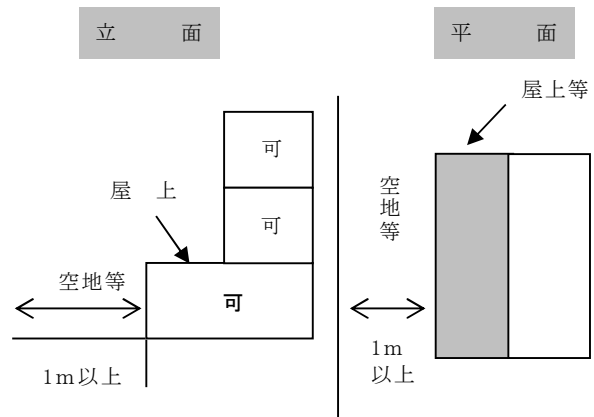 立　面
平　面
屋上等
可
屋　上
可
空地等
空地等
可
1m以上
1m
以上